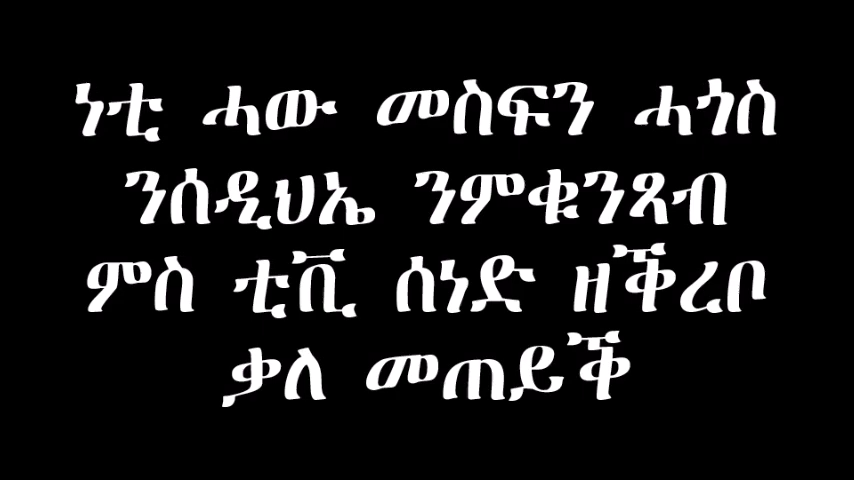 ነቲ ሓው መስፍን ሓጎስ
ንሰዲህኤ ንምቁንጻብ
ምስ ቲቪ ሰነድ ዘቕረቦ
ቃለ መጠይቕ